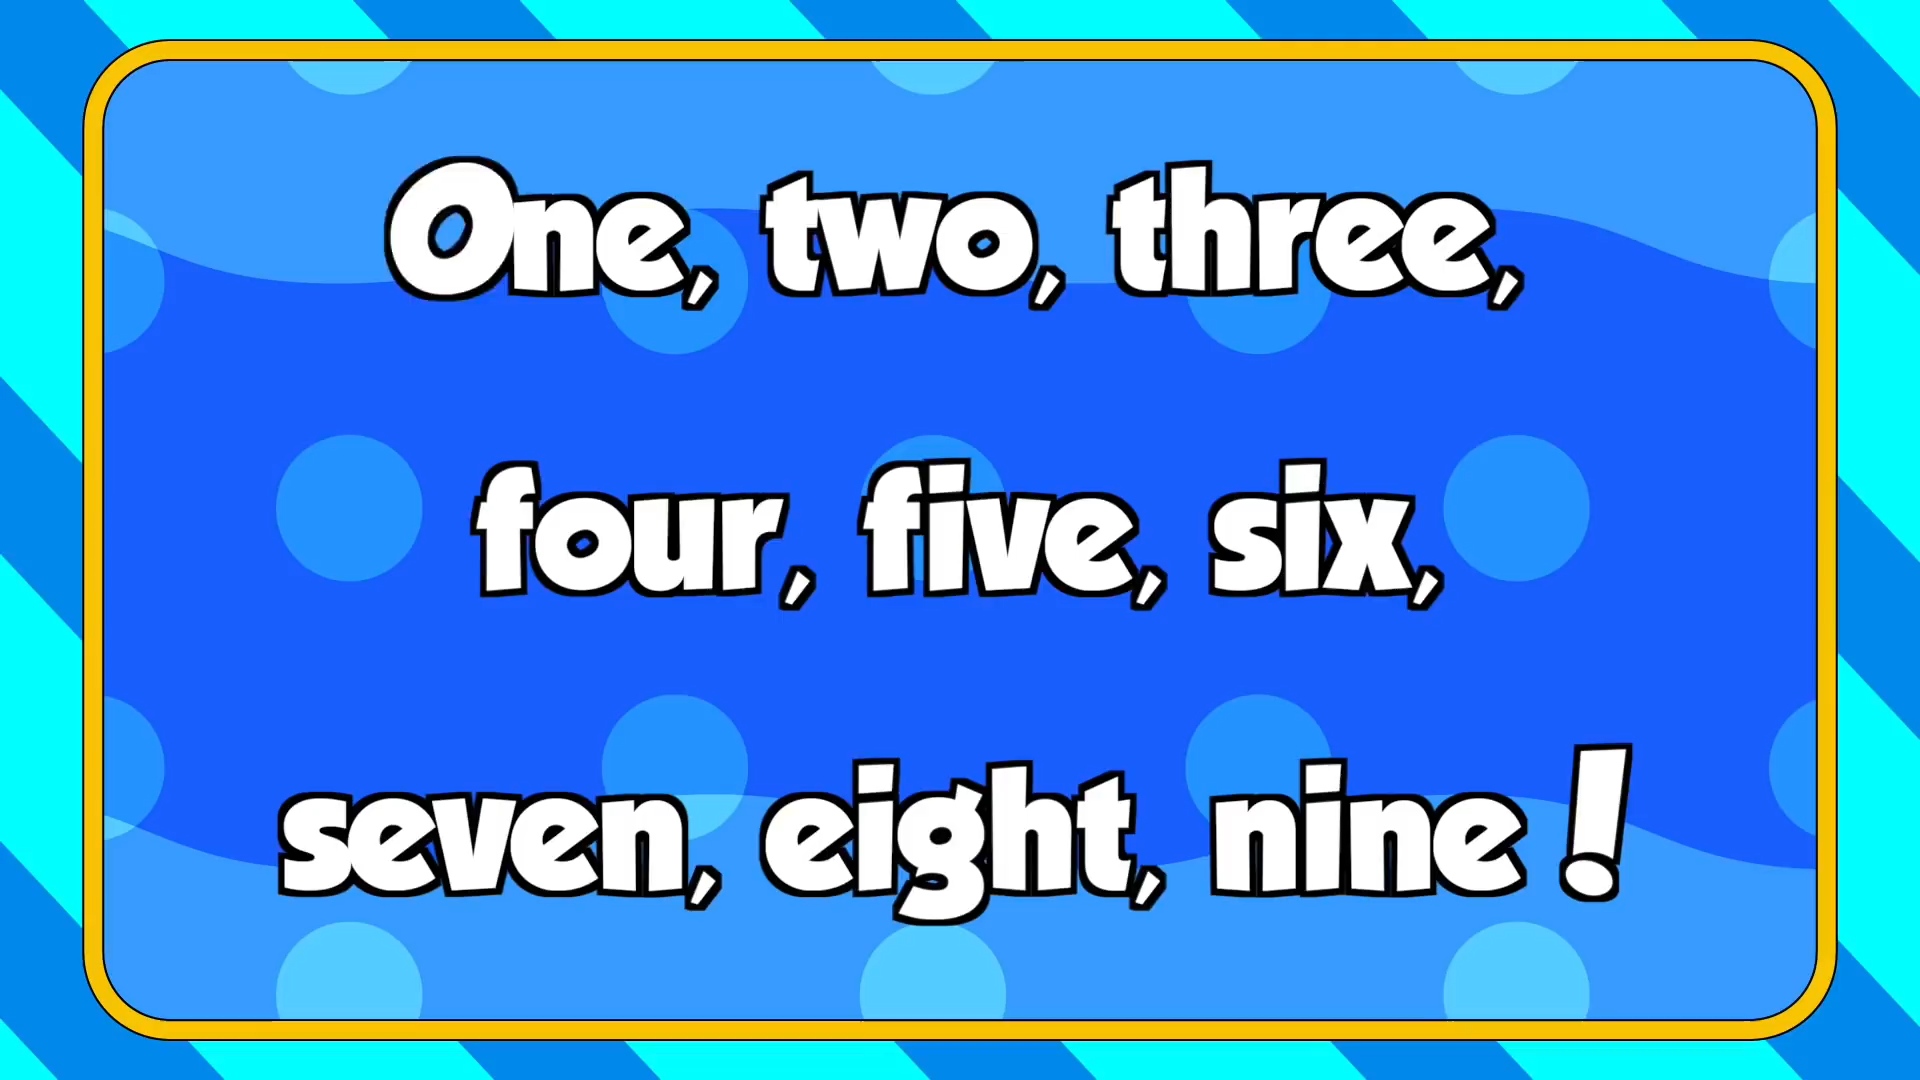 One, two, three,
four, five, six,
seven, eight, nine!